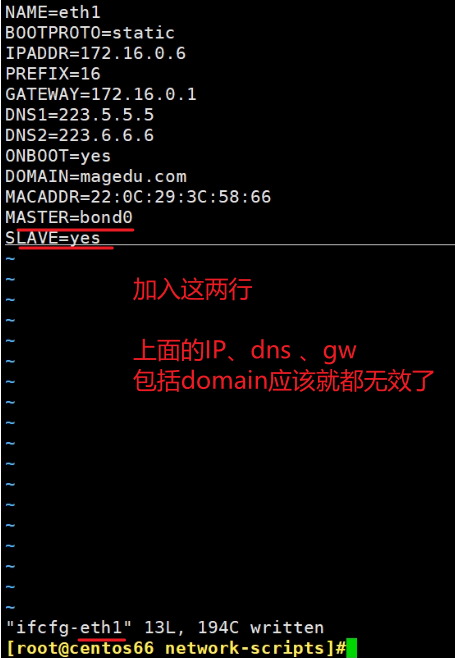 NAME=eth1
BOOTPROTO=static
IPADDR=172.16.0.6
PREFIX=16
GATEWAY=172.16.0.1
DNS1=223.5.5.5
DNS2=223.6.6.6
ONBOOT=yes
DOMAIN=magedu.com
MACADDR=22:0C:29:3C:58:66
MASTER=bond0
SLAVE=yes
~
~
加入这两行
~
~
上面的IP、dns 、gw
~
包括domain应该就都无效了
~
~
~
~
~
~
~
~
~
~
~
~
~
"ifcfg-eth1" 13L, 194C written
[root@centos66 network-scripts]#